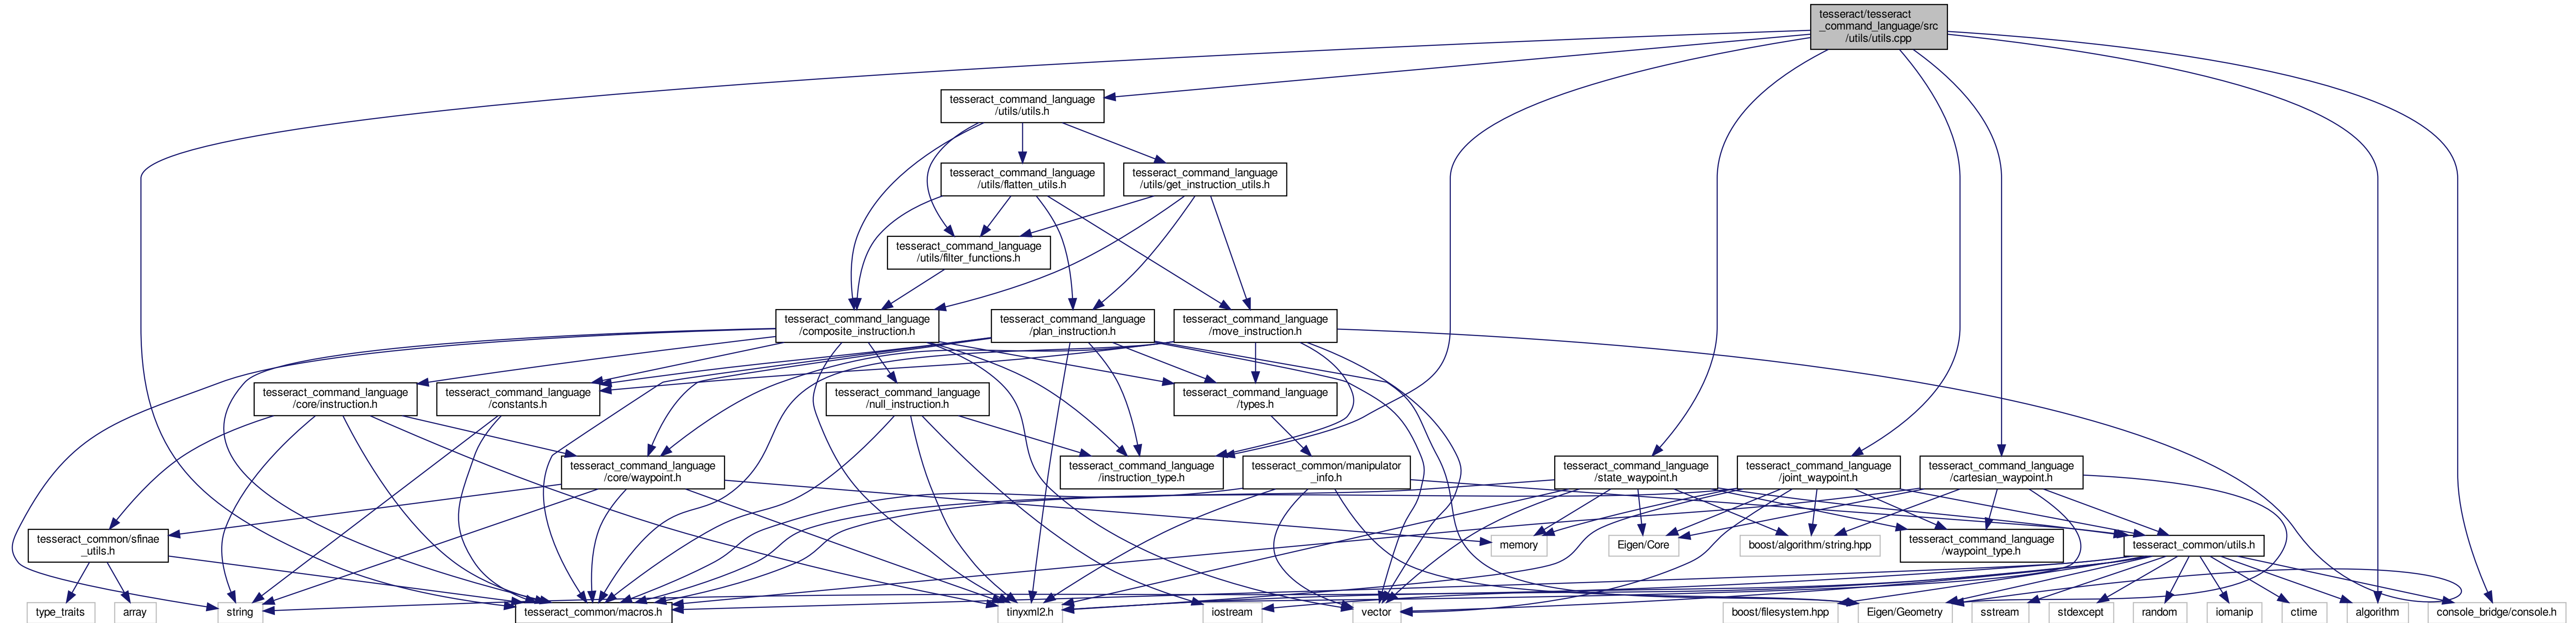 tesseract/tesseract
_command_language/src
/utils/utils.cpp
tesseract_command_language
/utils/utils.h
tesseract_command_language
/utils/flatten_utils.h
tesseract_command_language
/utils/get_instruction_utils.h
tesseract_command_language
/utils/filter_functions.h
tesseract_command_language
/composite_instruction.h
tesseract_command_language
/plan_instruction.h
tesseract_command_language
/move_instruction.h
tesseract_command_language
/core/instruction.h
tesseract_command_language
/constants.h
tesseract_command_language
/null_instruction.h
tesseract_command_language
/types.h
tesseract_command_language
/core/waypoint.h
tesseract_command_language
/instruction_type.h
tesseract_common/manipulator
_info.h
tesseract_command_language
/state_waypoint.h
tesseract_command_language
/joint_waypoint.h
tesseract_command_language
/cartesian_waypoint.h
tesseract_common/sfinae
_utils.h
memory
Eigen/Core
boost/algorithm/string.hpp
tesseract_command_language
/waypoint_type.h
tesseract_common/utils.h
type_traits
array
string
tesseract_common/macros.h
tinyxml2.h
iostream
vector
boost/filesystem.hpp
Eigen/Geometry
sstream
stdexcept
random
iomanip
ctime
algorithm
console_bridge/console.h